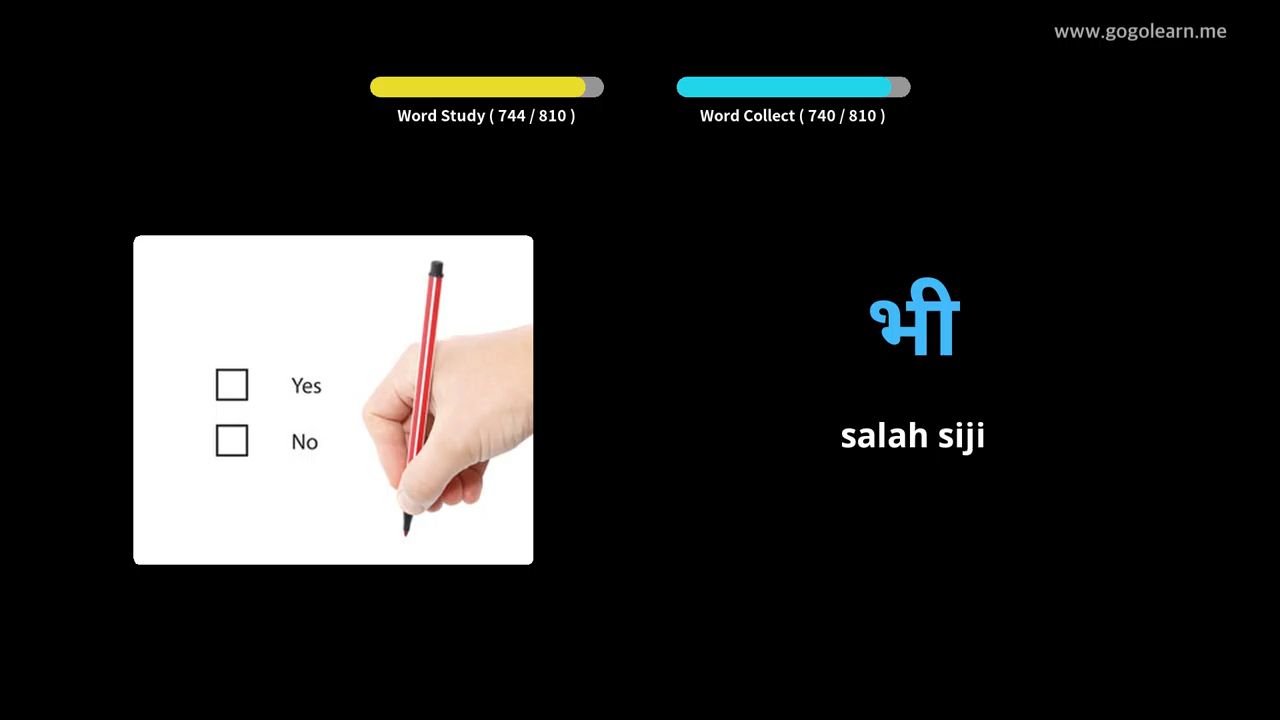 www.gogolearn.me
Word Study ( 744 / 810 )
Word Collect ( 740 / 810 )
Yes
No
भी
salah siji